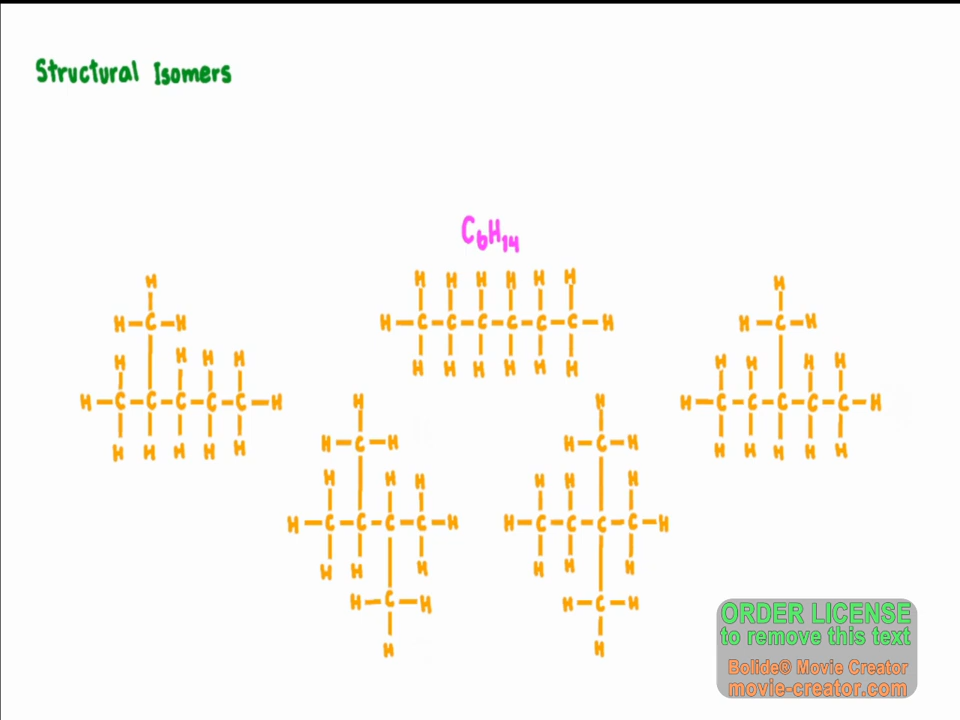 Structural Isomers
C6H14
H
H-C-H
H H H H
H-C-C-C-C-C-H
H H H H H
H H H H H H
H-C-C-C-C-C-C-H
H H H H H H
H
H-C-H
H H H H
H-C-C-C-C-C-H
H H H H H
H
H-C-H
H H H
H-C-C-C-C-H
H H H
H-C-H
H
H
H-C-H
H H H
H-C-C-C-C-H
H H H
H-C-H
H
ORDER LICENSE
to remove this text
Bolide® Movie Creator
movie-creator.com